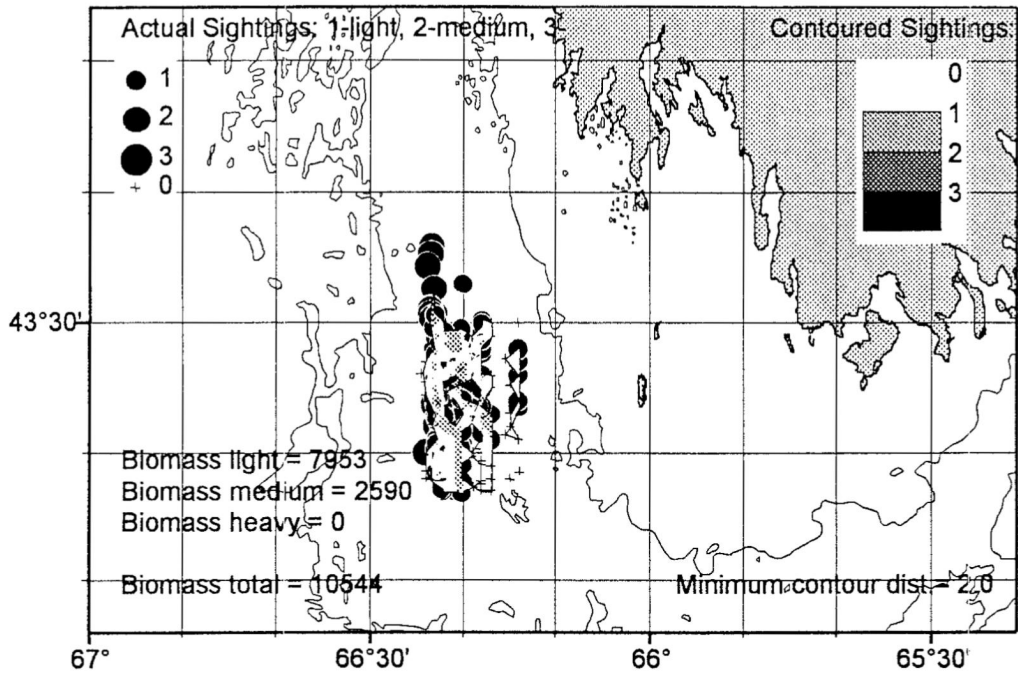 Actual Sightings: 1-light, 2-medium, 3-
1
2
3
+ 0
Contoured Sightings:
0
1
2
3
43°30'
Biomass light = 7953
Biomass medium = 2590
Biomass heavy = 0
Biomass total = 10544
Minimum contour dist = 2.0
67°
66°30'
66°
65°30'